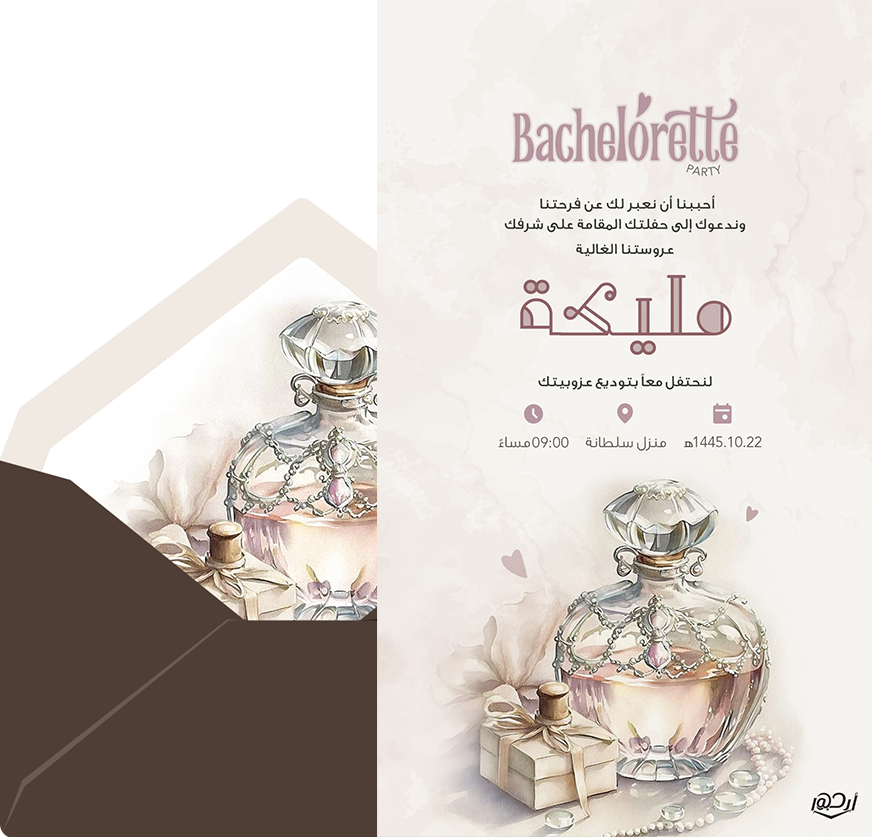 Bachelorette
PARTY
أحببنا أن نعبر لك عن فرحتنا
وندعوك إلى حفلتك المقامة على شرفك
عروستنا الغالية
مليكة
لنحتفل معاً بتوديع عزوبيتك
1445.10.22هـ منزل سلطانة 09:00مساءً